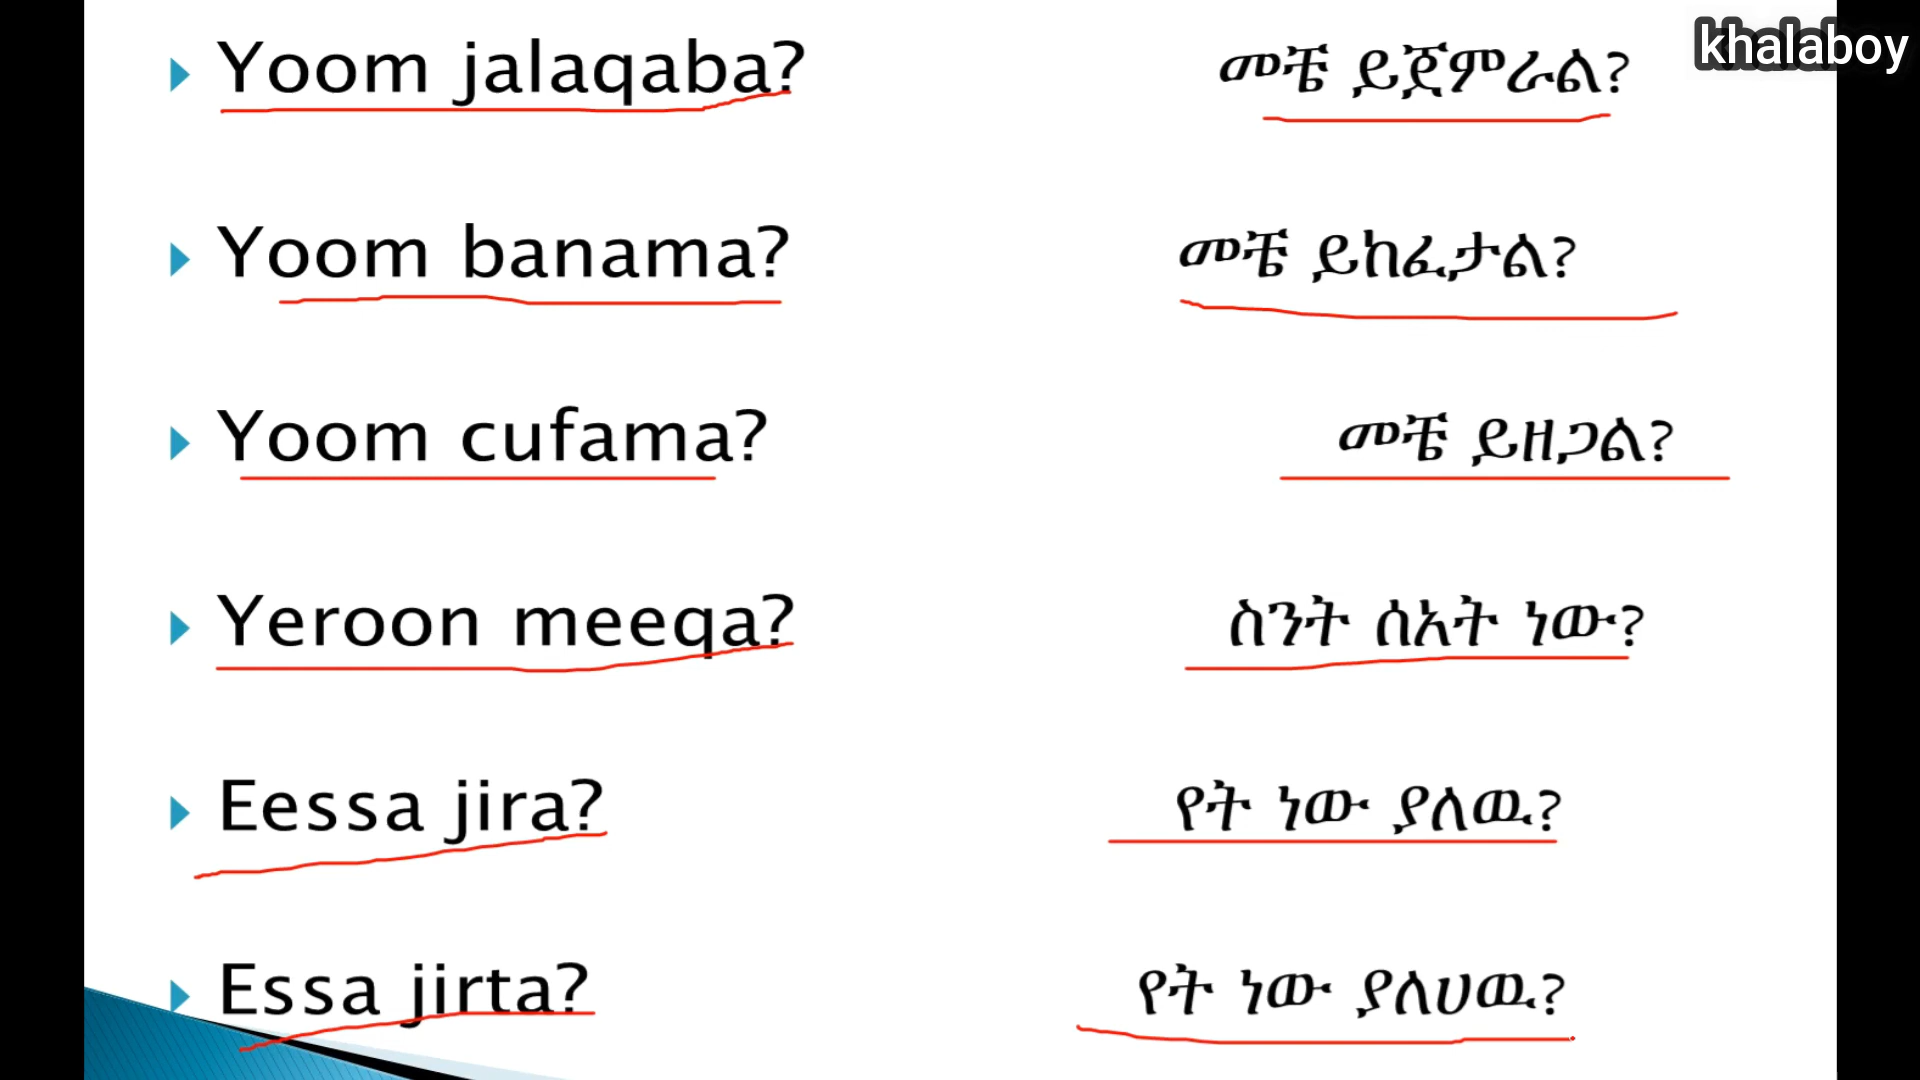 khalaboy
Yoom jalaqaba? መቼ ይጀምራል?
Yoom banama? መቼ ይከፈታል?
Yoom cufama? መቼ ይዘጋል?
Yeroon meeqa? ስንት ሰአት ነው?
Eessa jira? የት ነው ያለዉ?
Essa jirta? የት ነው ያለሀዉ?